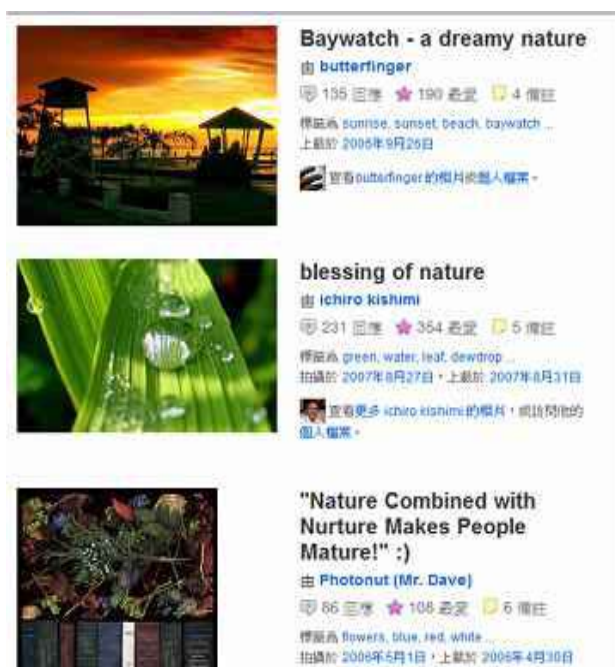 Baywatch - a dreamy nature
由 butterfinger
135 回應 190 最愛 4 備註
標籤為 sunrise, sunset, beach, baywatch ...
上載於 2006年9月26日
查看butterfinger 的相片或個人檔案。
blessing of nature
由 ichiro kishimi
231 回應 354 最愛 5 備註
標籤為 green, water, leaf, dewdrop ...
拍攝於 2007年8月27日，上載於 2007年8月31日
查看更多 ichiro kishimi 的相片，或訪問他的
個人檔案。
"Nature Combined with
Nurture Makes People
Mature!" :)
由 Photonut (Mr. Dave)
86 回應 108 最愛 6 備註
標籤為 flowers, blue, red, white ...
拍攝於 2006年5月1日，上載於 2006年4月30日